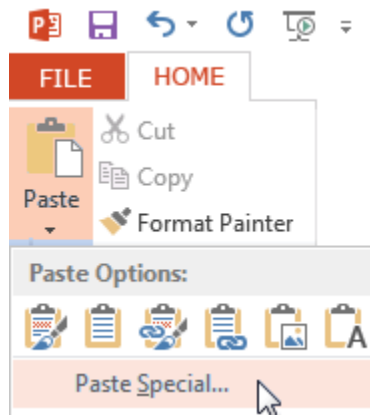 FILE HOME
Cut
Copy
Paste
Format Painter
Paste Options:
A
Paste Special...